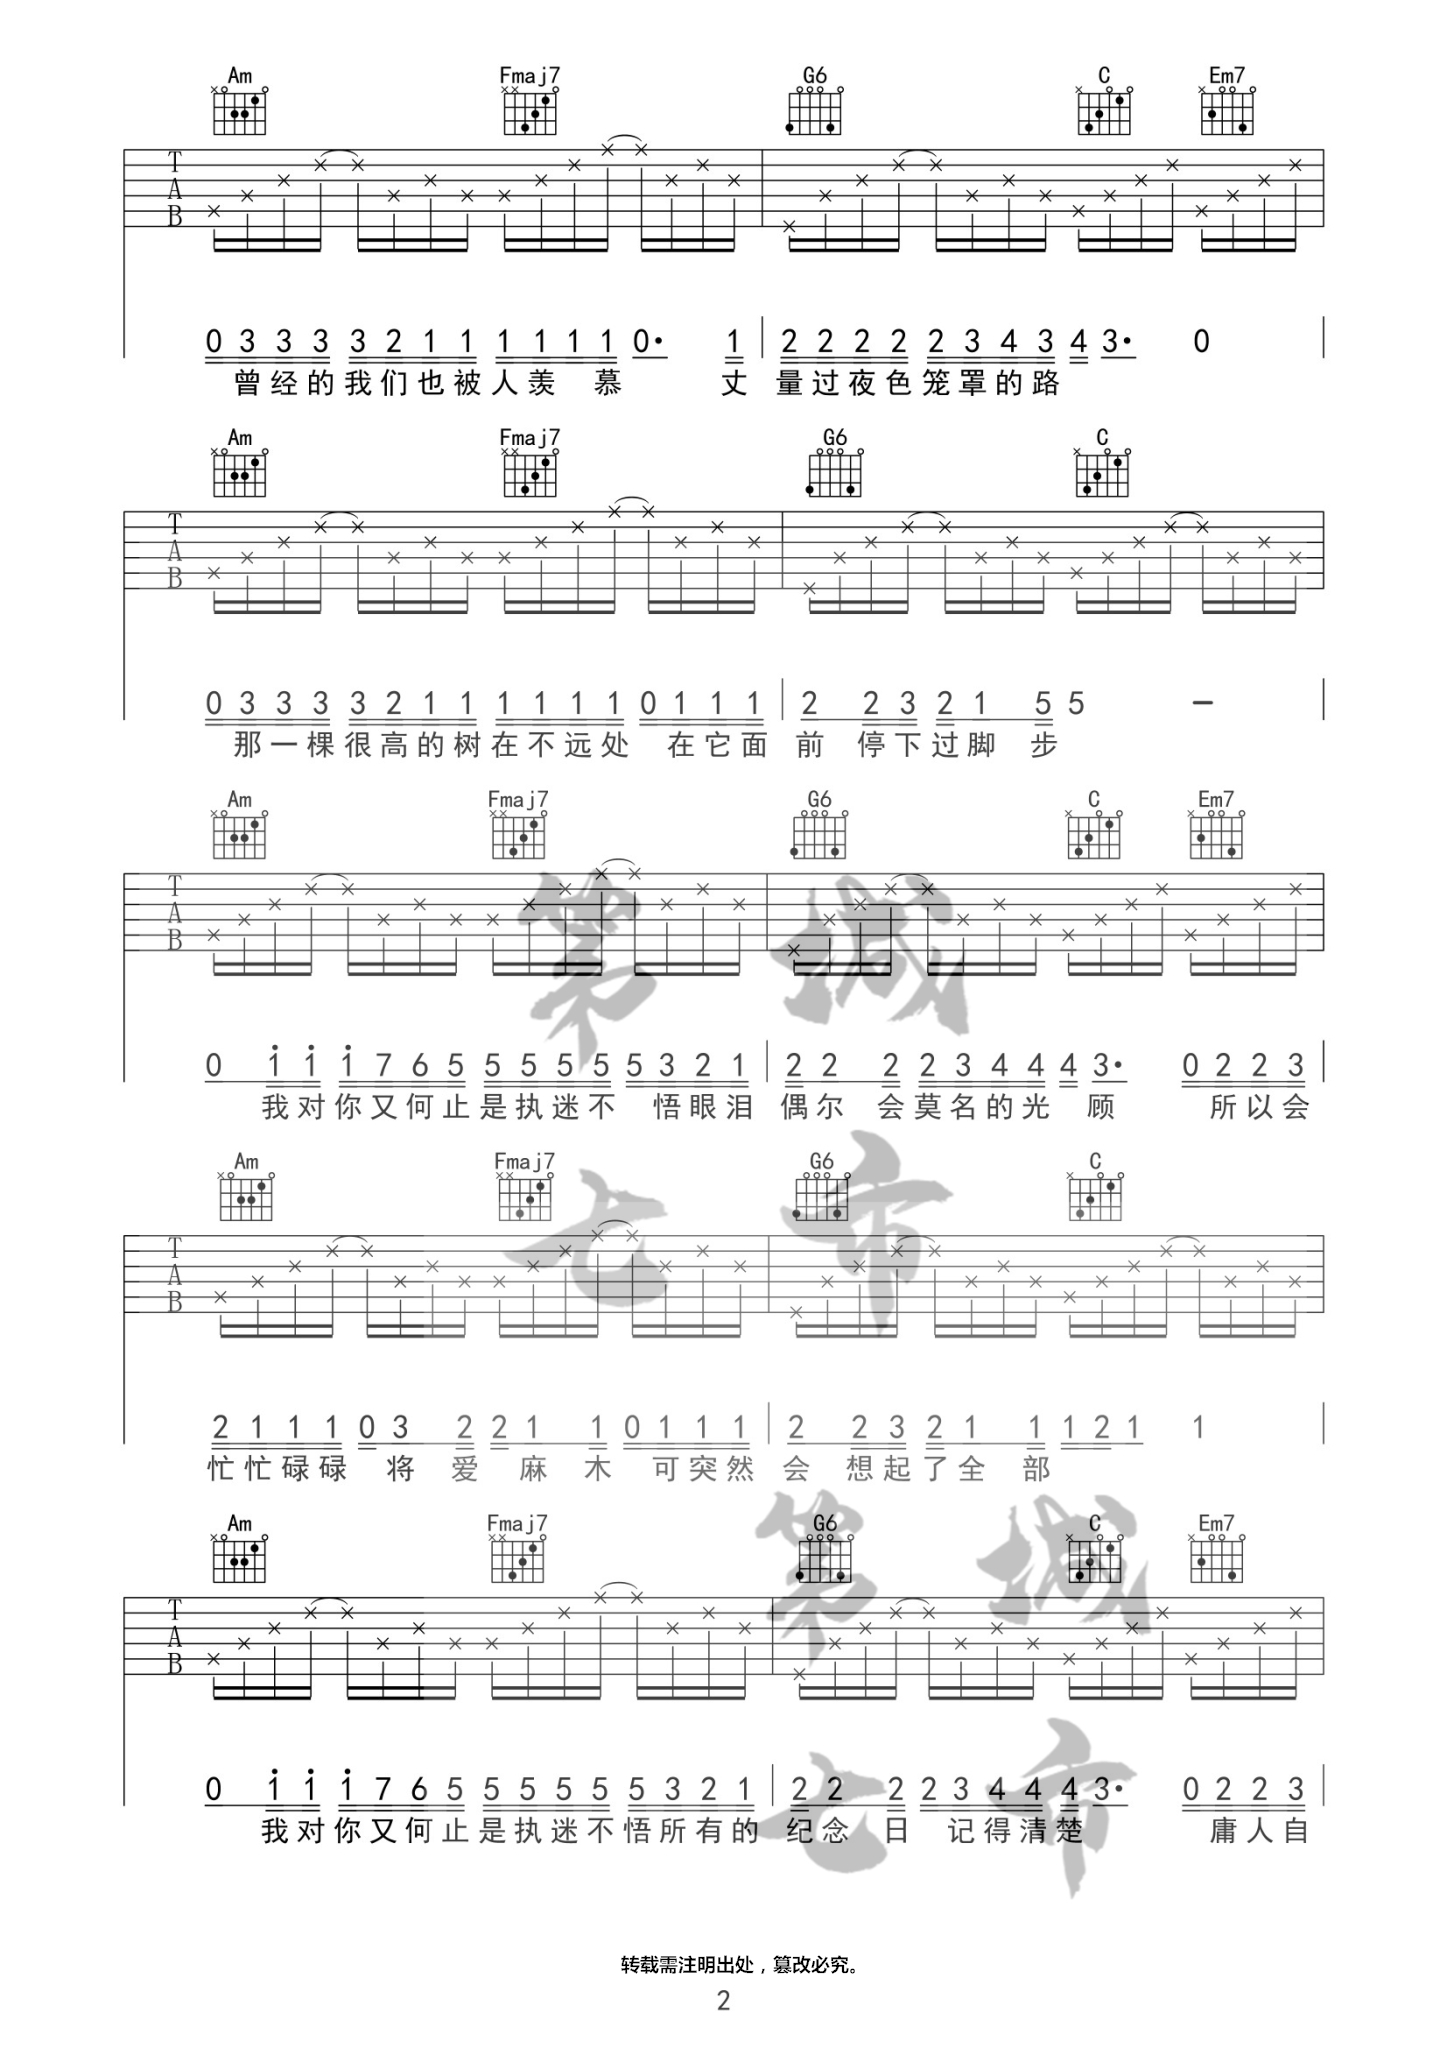 Am Fmaj7 G6 C Em7
T
A
B
0 3 3 3 3 2 1 1 1 1 1 1 0· 1 2 2 2 2 2 3 4 3 4 3· 0
曾经的我们也被人羡慕 丈量过夜色笼罩的路
Am Fmaj7 G6 C
T
A
B
0 3 3 3 3 2 1 1 1 1 1 1 0 1 1 1 2 2 3 2 1 5 5 －
那一棵很高的树在不远处 在它面前 停下过脚步
Am Fmaj7 G6 C Em7
T
A
B
0 1 1 1 7 6 5 5 5 5 5 5 3 2 1 2 2 2 2 3 4 4 4 3· 0 2 2 3
我对你又何止是执迷不 悟眼泪 偶尔 会莫名的光 顾 所以会
Am Fmaj7 G6 C
T
A
B
2 1 1 1 0 3 2 2 1 1 0 1 1 1 2 2 3 2 1 1 1 2 1 1
忙忙碌碌 将 爱 麻 木 可突然会 想起了全 部
Am Fmaj7 G6 C Em7
T
A
B
0 1 1 1 7 6 5 5 5 5 5 5 3 2 1 2 2 2 2 3 4 4 4 3· 0 2 2 3
我对你又何止是执迷不悟所有的 纪念 日 记得清楚 庸人自
第七城市
第七城市
转载需注明出处，篡改必究。
2